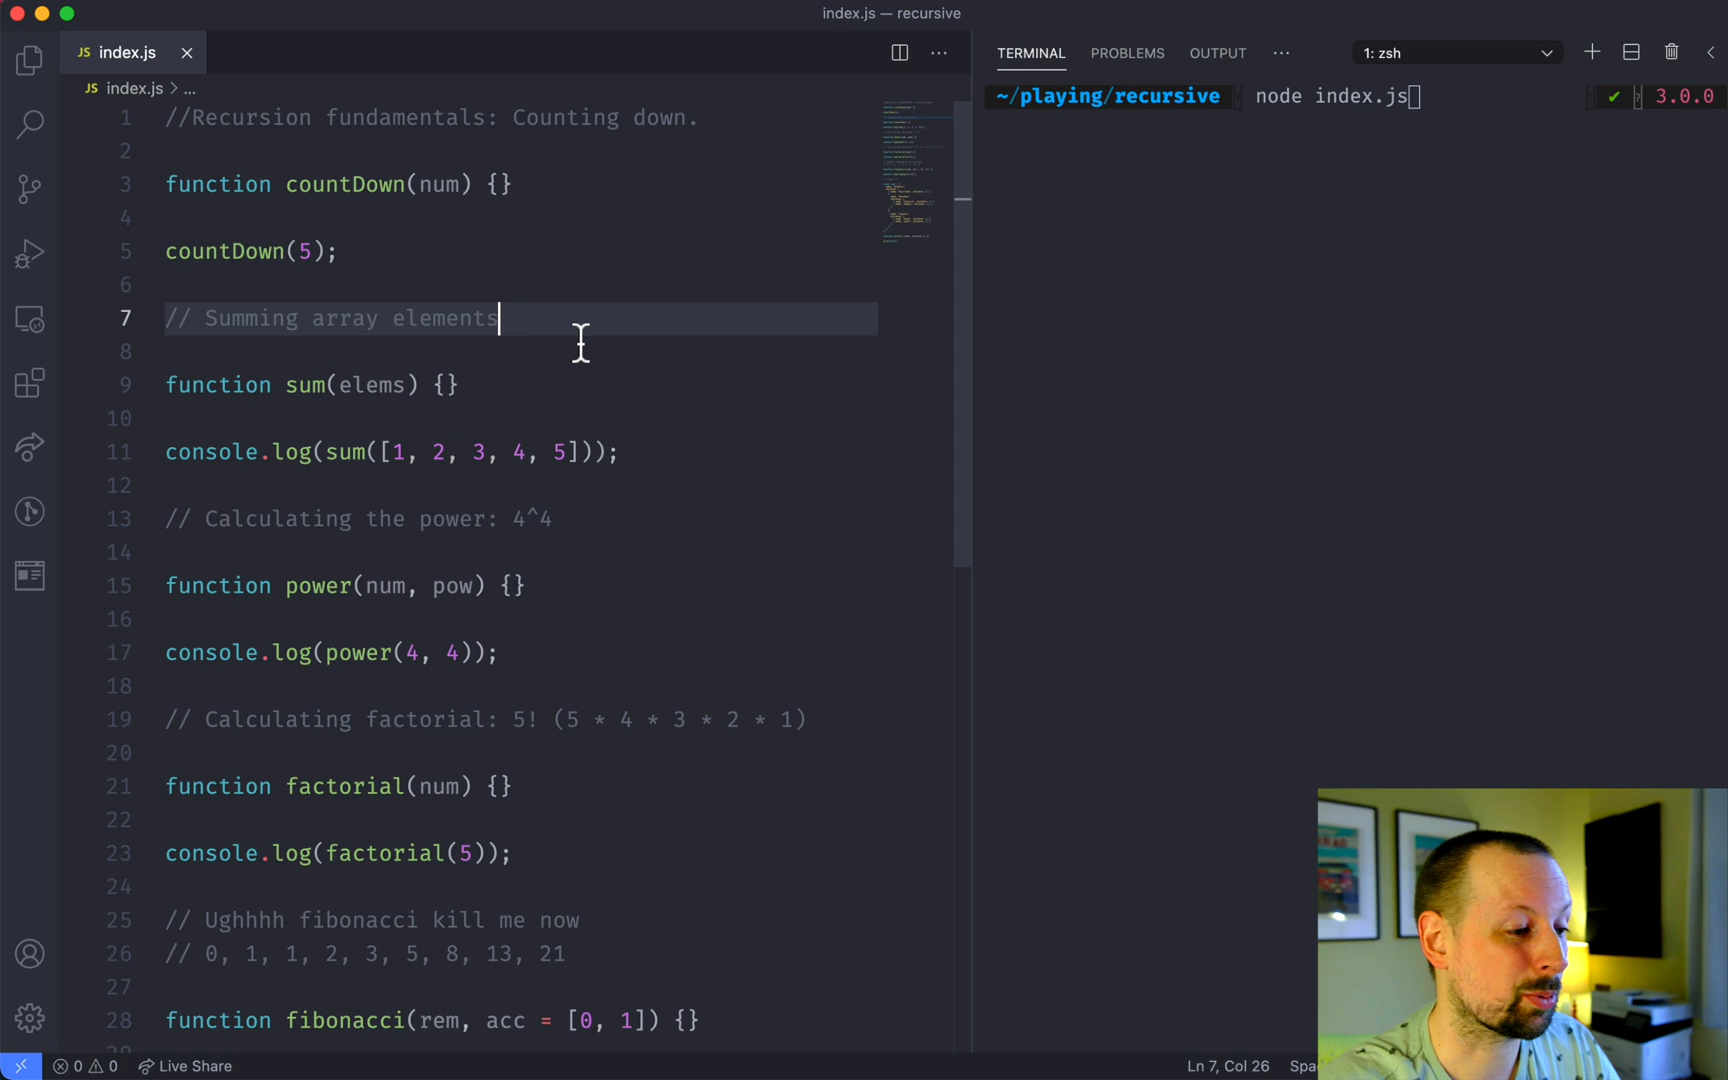 index.js — recursive
JS index.js
JS index.js > ...
1 //Recursion fundamentals: Counting down.
2
3 function countDown(num) {}
4
5 countDown(5);
6
7 // Summing array elements
8
9 function sum(elems) {}
10
11 console.log(sum([1, 2, 3, 4, 5]));
12
13 // Calculating the power: 4^4
14
15 function power(num, pow) {}
16
17 console.log(power(4, 4));
18
19 // Calculating factorial: 5! (5 * 4 * 3 * 2 * 1)
20
21 function factorial(num) {}
22
23 console.log(factorial(5));
24
25 // Ughhhh fibonacci kill me now
26 // 0, 1, 1, 2, 3, 5, 8, 13, 21
27
28 function fibonacci(rem, acc = [0, 1]) {}
TERMINAL PROBLEMS OUTPUT ... 1: zsh
~/playing/recursive ? node index.js ✔ ? 3.0.0
0 0 Live Share
Ln 7, Col 26